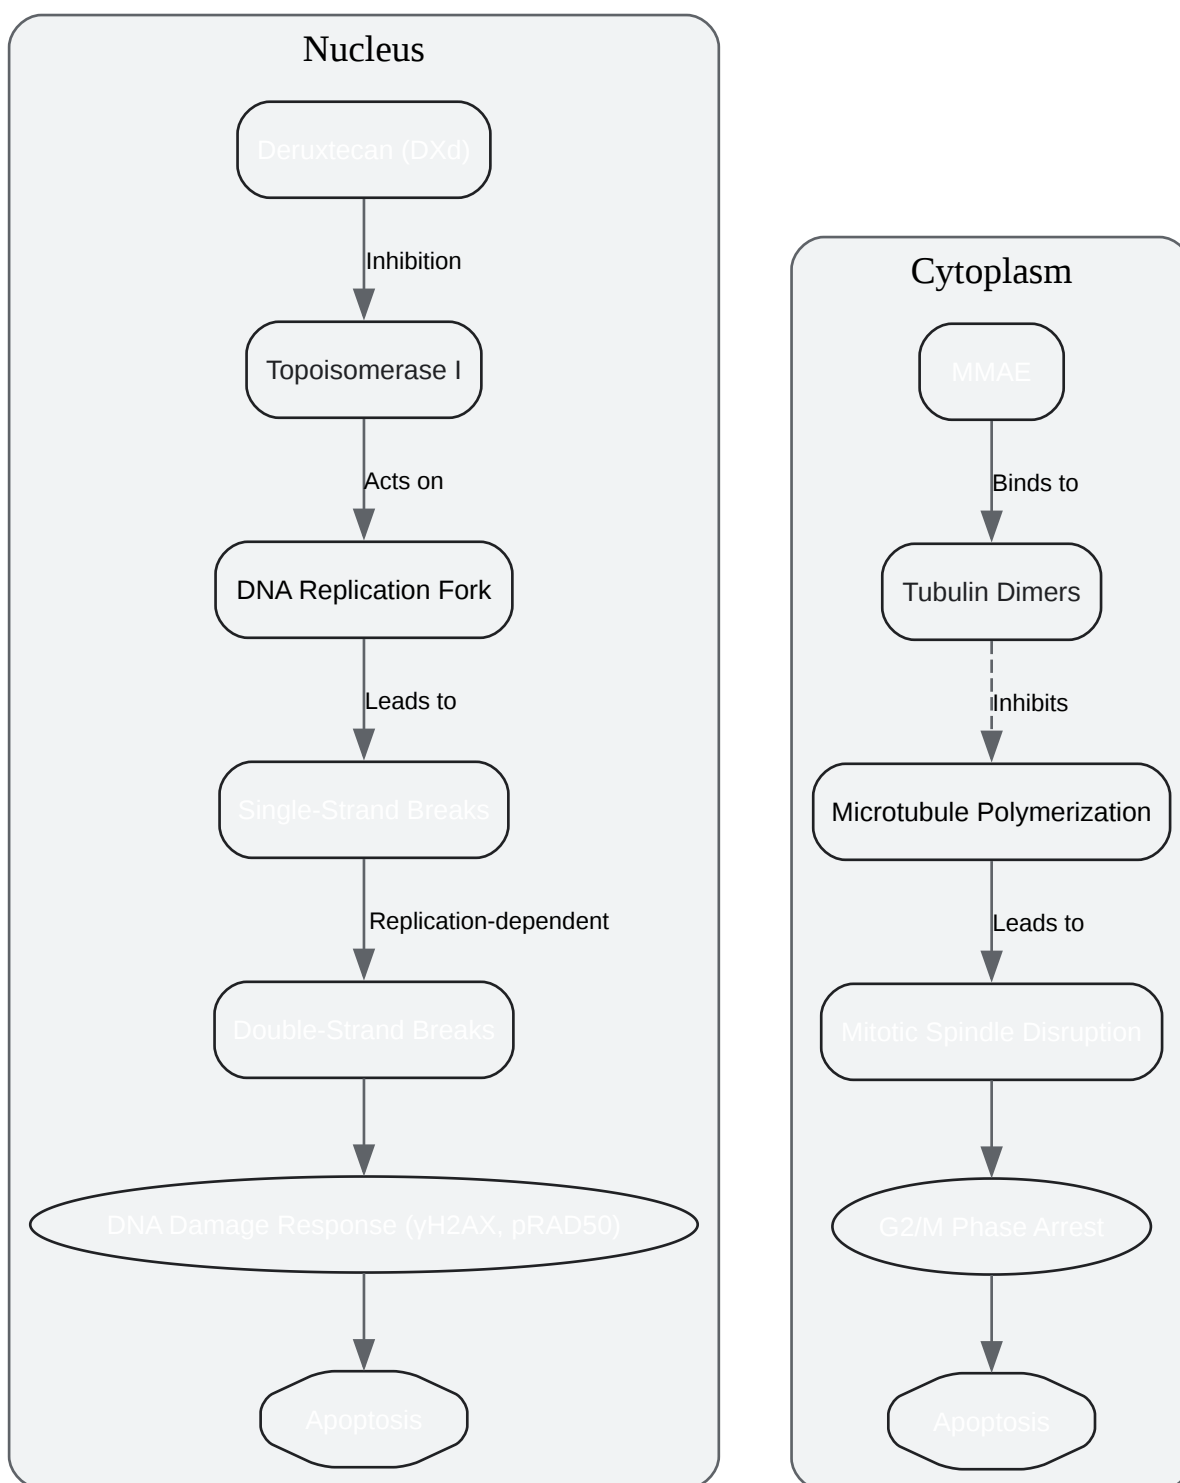 Nucleus
Deruxtecan (DXd)
Inhibition
Topoisomerase I
Acts on
DNA Replication Fork
Leads to
Single-Strand Breaks
Replication-dependent
Double-Strand Breaks
DNA Damage Response (γH2AX, pRAD50)
Apoptosis
Cytoplasm
MMAE
Binds to
Tubulin Dimers
Inhibits
Microtubule Polymerization
Leads to
Mitotic Spindle Disruption
G2/M Phase Arrest
Apoptosis